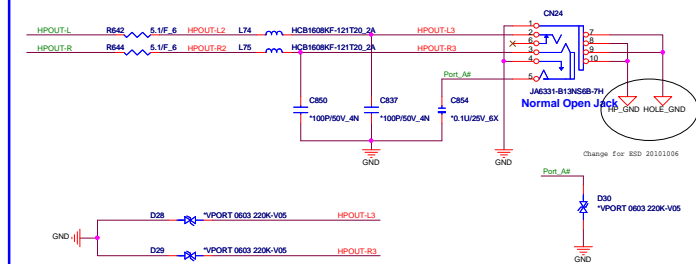 CN24
HPOUT-L R642 5.1/F_6 HPOUT-L2 L74 HCB1608KF-121T20_2A HPOUT-L3 1 2 7
HPOUT-R R644 5.1/F_6 HPOUT-R2 L75 HCB1608KF-121T20_2A HPOUT-R3 6 3 8 9
4 10
Port_A# 5
JA6331-B13NS6B-7H
Normal Open Jack
C850 C837 C854
*100P/50V_4N *100P/50V_4N *0.1U/25V_6X
HP_GND HOLE_GND
GND GND
Change for ESD 20101006
Port_A#
D30
*VPORT 0603 220K-V05
D28 *VPORT 0603 220K-V05 HPOUT-L3
GND
D29 *VPORT 0603 220K-V05 HPOUT-R3
GND